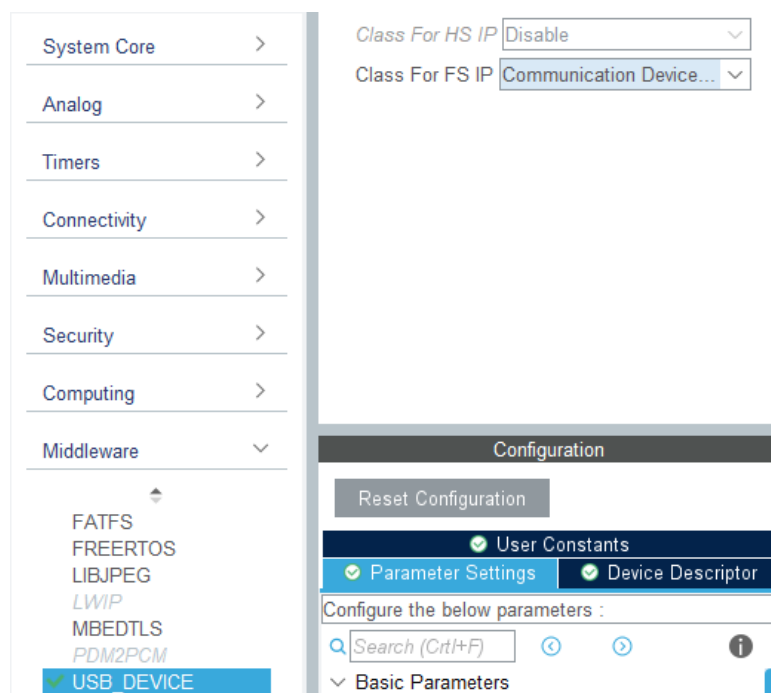 System Core
Analog
Timers
Connectivity
Multimedia
Security
Computing
Middleware
FATFS
FREERTOS
LIBJPEG
LWIP
MBEDTLS
PDM2PCM
USB_DEVICE
Class For HS IP Disable
Class For FS IP Communication Device...
Configuration
Reset Configuration
User Constants
Parameter Settings Device Descriptor
Configure the below parameters :
Search (Crtl+F)
Basic Parameters